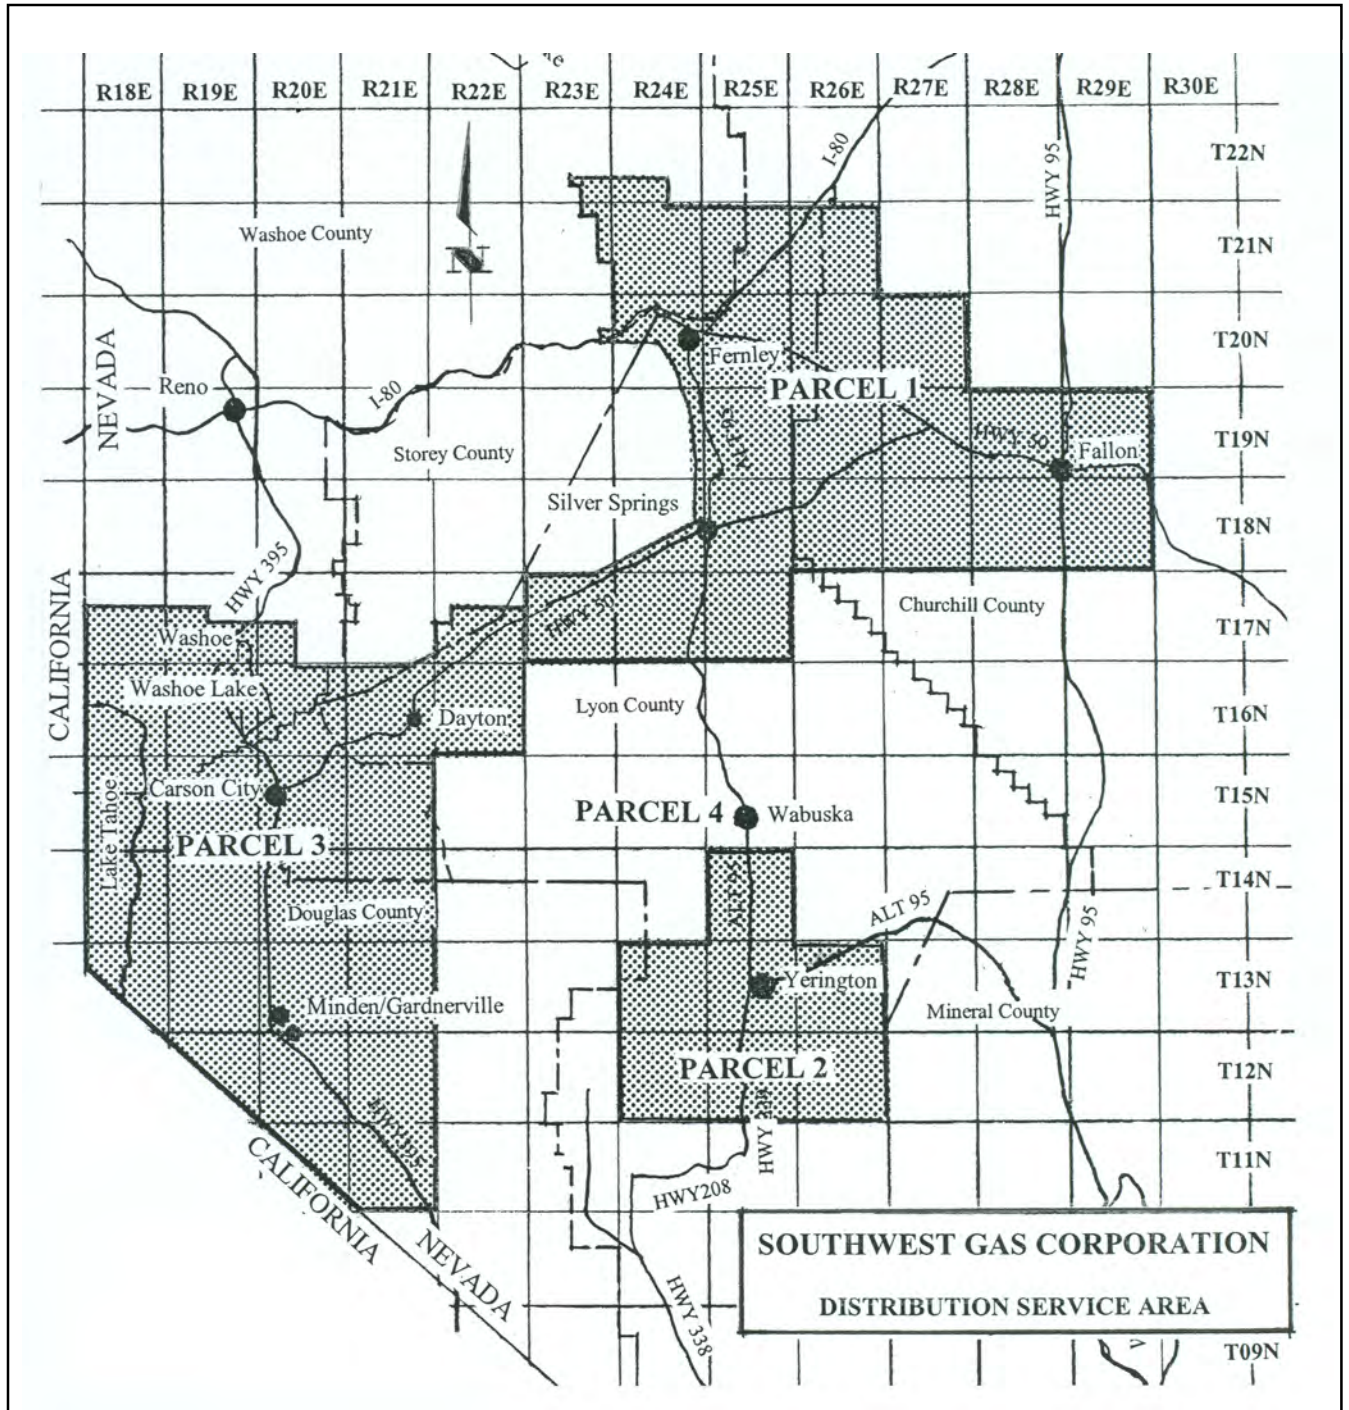 R18E R19E R20E R21E R22E R23E R24E R25E R26E R27E R28E R29E R30E
T22N
I-80
HWY 95
Washoe County
N
T21N
NEVADA
T20N
Fernley
Reno
I-80
PARCEL 1
ALT 95
HWY 50
Fallon
T19N
Storey County
Silver Springs
T18N
HWY 395
CALIFORNIA
HWY 50
Churchill County
T17N
Washoe
Washoe Lake
Dayton
Lyon County
T16N
Lake Tahoe
Carson City
PARCEL 4
Wabuska
T15N
PARCEL 3
ALT 95
T14N
Douglas County
ALT 95
HWY 95
Yerington
T13N
Minden/Gardnerville
Mineral County
PARCEL 2
T12N
HWY 395
HWY 339
CALIFORNIA
T11N
HWY208
NEVADA
SOUTHWEST GAS CORPORATION
DISTRIBUTION SERVICE AREA
HWY 338
T09N